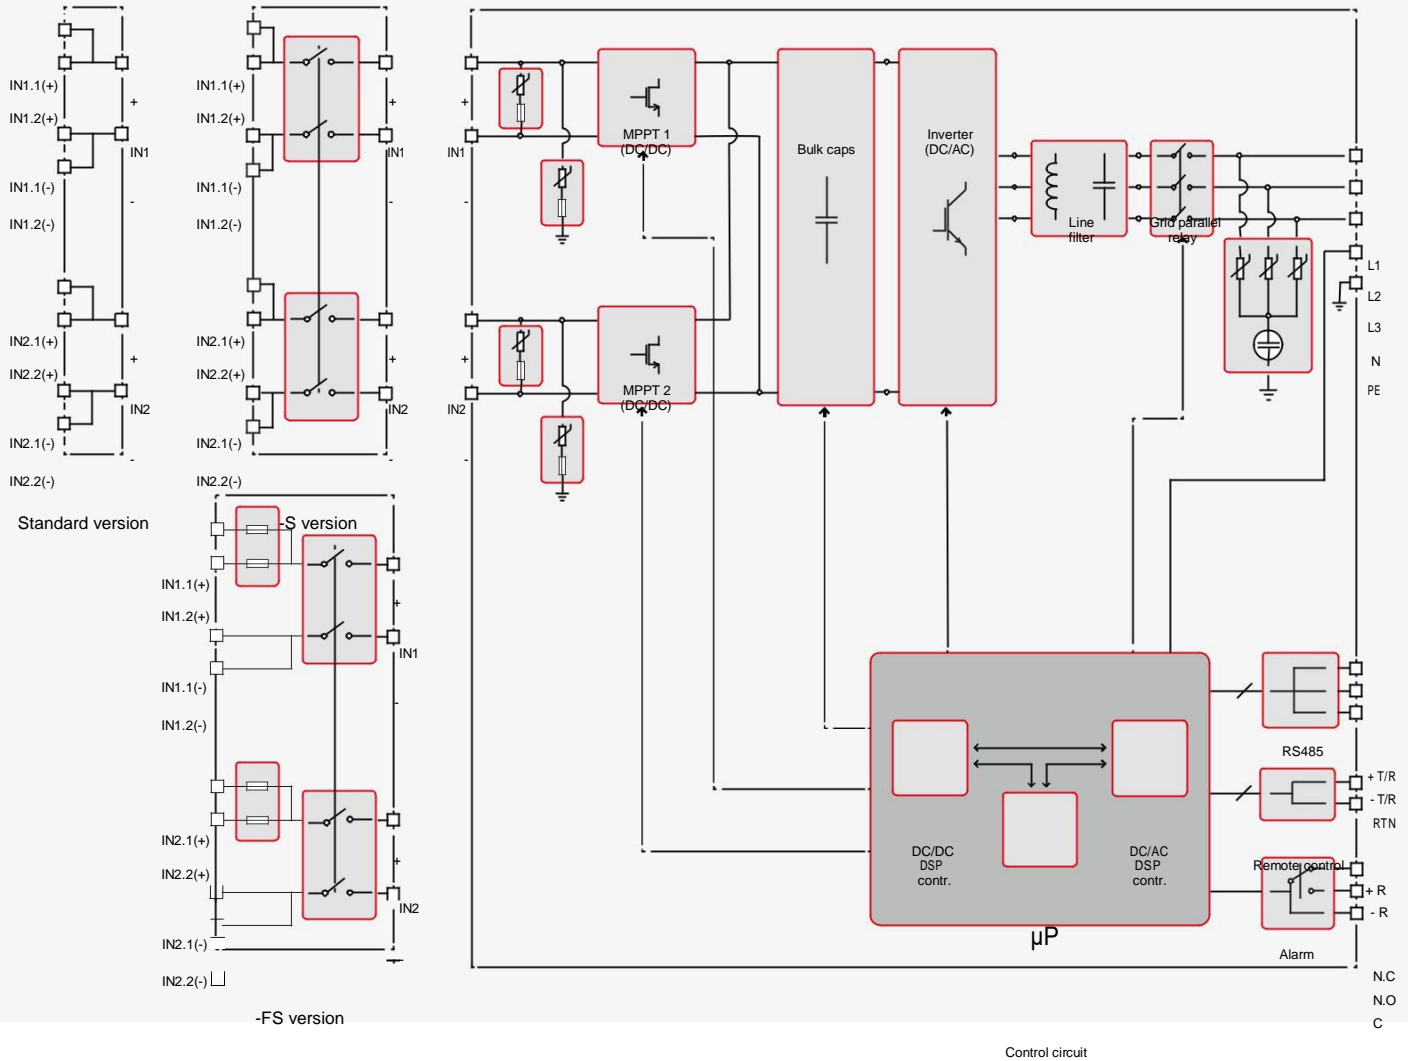 IN1.1(+)
IN1.2(+)
+
IN1
IN1.1(-)
-
IN1.2(-)
IN2.1(+)
+
IN2.2(+)
IN2
IN2.1(-)
-
IN2.2(-)
Standard version
IN1.1(+)
+
IN1.2(+)
IN1
IN1.1(-)
-
IN1.2(-)
IN2.1(+)
+
IN2.2(+)
IN2
IN2.1(-)
-
IN2.2(-)
-S version
IN1.1(+)
+
IN1.2(+)
IN1
IN1.1(-)
-
IN1.2(-)
IN2.1(+)
+
IN2.2(+)
IN2
IN2.1(-)
IN2.2(-)
-FS version
+
IN1
-
+
IN2
-
MPPT 1
(DC/DC)
MPPT 2
(DC/DC)
Bulk caps
Inverter
(DC/AC)
Line
filter
Grid parallel
relay
L1
L2
L3
N
PE
DC/DC
DSP
contr.
DC/AC
DSP
contr.
µP
RS485
+ T/R
- T/R
RTN
Remote control
+ R
- R
Alarm
N.C
N.O
C
Control circuit